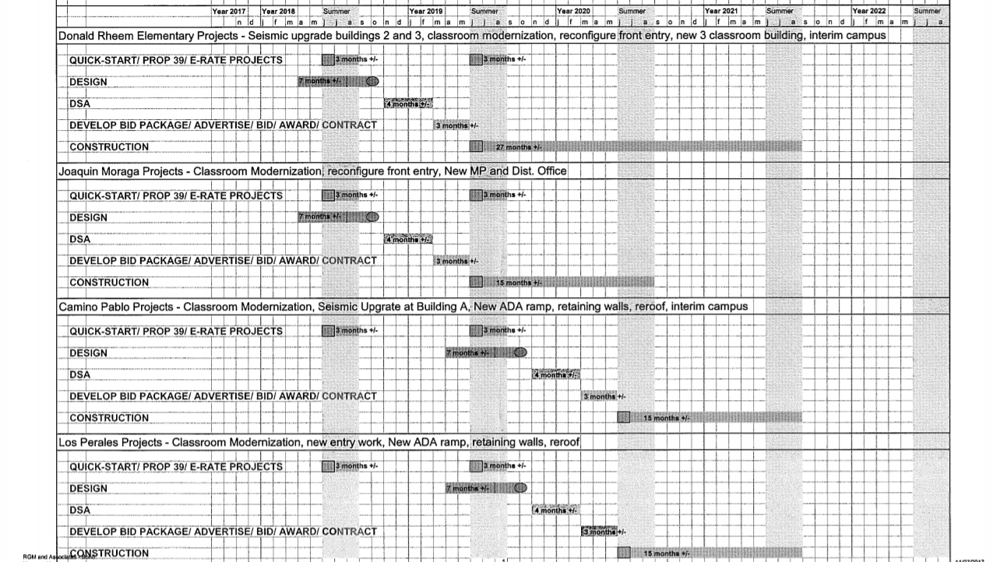 Year 2017 Year 2018 Summer Year 2019 Summer Year 2020 Summer Year 2021 Summer Year 2022 Summer
n d j f m a m j j a s o n d j f m a m j j a s o n d j f m a m j j a s o n d j f m a m j j a s o n d j f m a m j j a
Donald Rheem Elementary Projects - Seismic upgrade buildings 2 and 3, classroom modernization, reconfigure front entry, new 3 classroom building, interim campus
QUICK-START/ PROP 39/ E-RATE PROJECTS 3 months +/- 3 months +/-
DESIGN 7 months +/-
DSA 4 months +/-
DEVELOP BID PACKAGE/ ADVERTISE/ BID/ AWARD/ CONTRACT 3 months +/-
CONSTRUCTION 27 months +/-
Joaquin Moraga Projects - Classroom Modernization, reconfigure front entry, New MP and Dist. Office
QUICK-START/ PROP 39/ E-RATE PROJECTS 3 months +/- 3 months +/-
DESIGN 7 months +/-
DSA 4 months +/-
DEVELOP BID PACKAGE/ ADVERTISE/ BID/ AWARD/ CONTRACT 3 months +/-
CONSTRUCTION 15 months +/-
Camino Pablo Projects - Classroom Modernization, Seismic Upgrate at Building A, New ADA ramp, retaining walls, reroof, interim campus
QUICK-START/ PROP 39/ E-RATE PROJECTS 3 months +/- 3 months +/-
DESIGN 7 months +/-
DSA 4 months +/-
DEVELOP BID PACKAGE/ ADVERTISE/ BID/ AWARD/ CONTRACT 3 months +/-
CONSTRUCTION 15 months +/-
Los Perales Projects - Classroom Modernization, new entry work, New ADA ramp, retaining walls, reroof
QUICK-START/ PROP 39/ E-RATE PROJECTS 3 months +/- 3 months +/-
DESIGN 7 months +/-
DSA 4 months +/-
DEVELOP BID PACKAGE/ ADVERTISE/ BID/ AWARD/ CONTRACT 3 months +/-
CONSTRUCTION 15 months +/-
RGM and